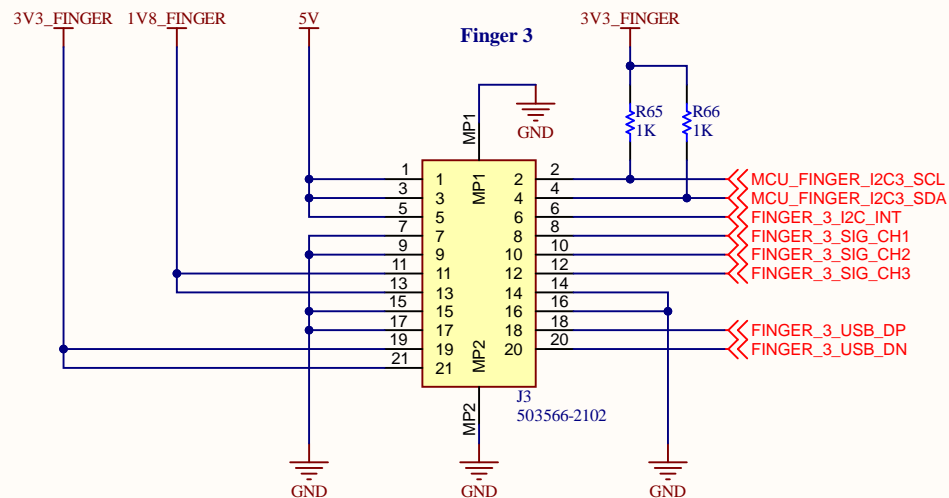 3V3_FINGER 1V8_FINGER 5V 3V3_FINGER
Finger 3
GND
MP1
R65
1K
R66
1K
MP1
1 1 2 2 MCU_FINGER_I2C3_SCL
3 3 4 4 MCU_FINGER_I2C3_SDA
5 5 6 6 FINGER_3_I2C_INT
7 7 8 8 FINGER_3_SIG_CH1
9 9 10 10 FINGER_3_SIG_CH2
11 11 12 12 FINGER_3_SIG_CH3
13 13 14 14
15 15 16 16
17 17 18 18 FINGER_3_USB_DP
19 19 20 20 FINGER_3_USB_DN
21 21
MP2
MP2
J3
503566-2102
GND GND GND